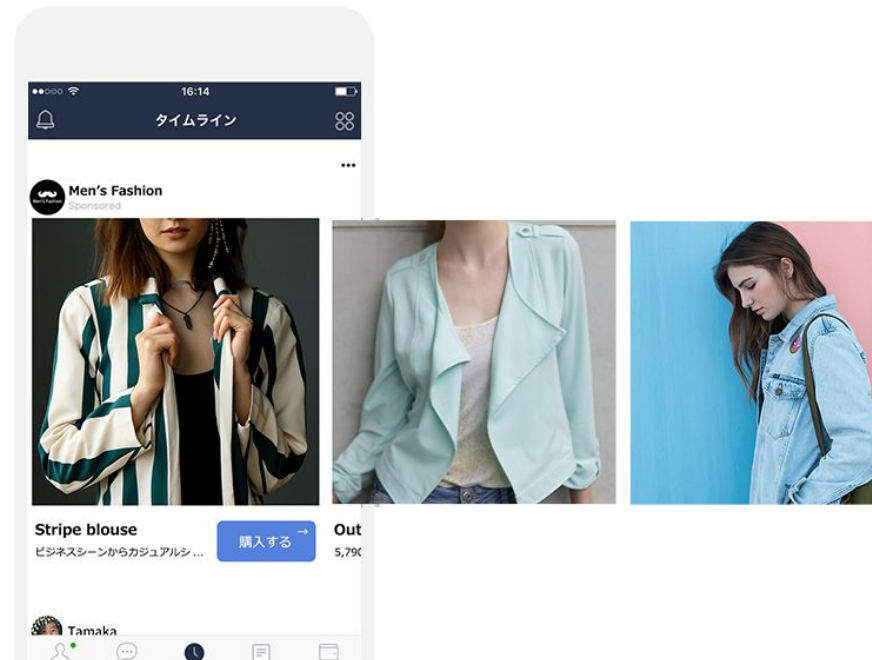 16:14
タイムライン
Men's Fashion
Sponsored
Stripe blouse
ビジネスシーンからカジュアルシ ...
購入する →
Out
5,790
Tamaka